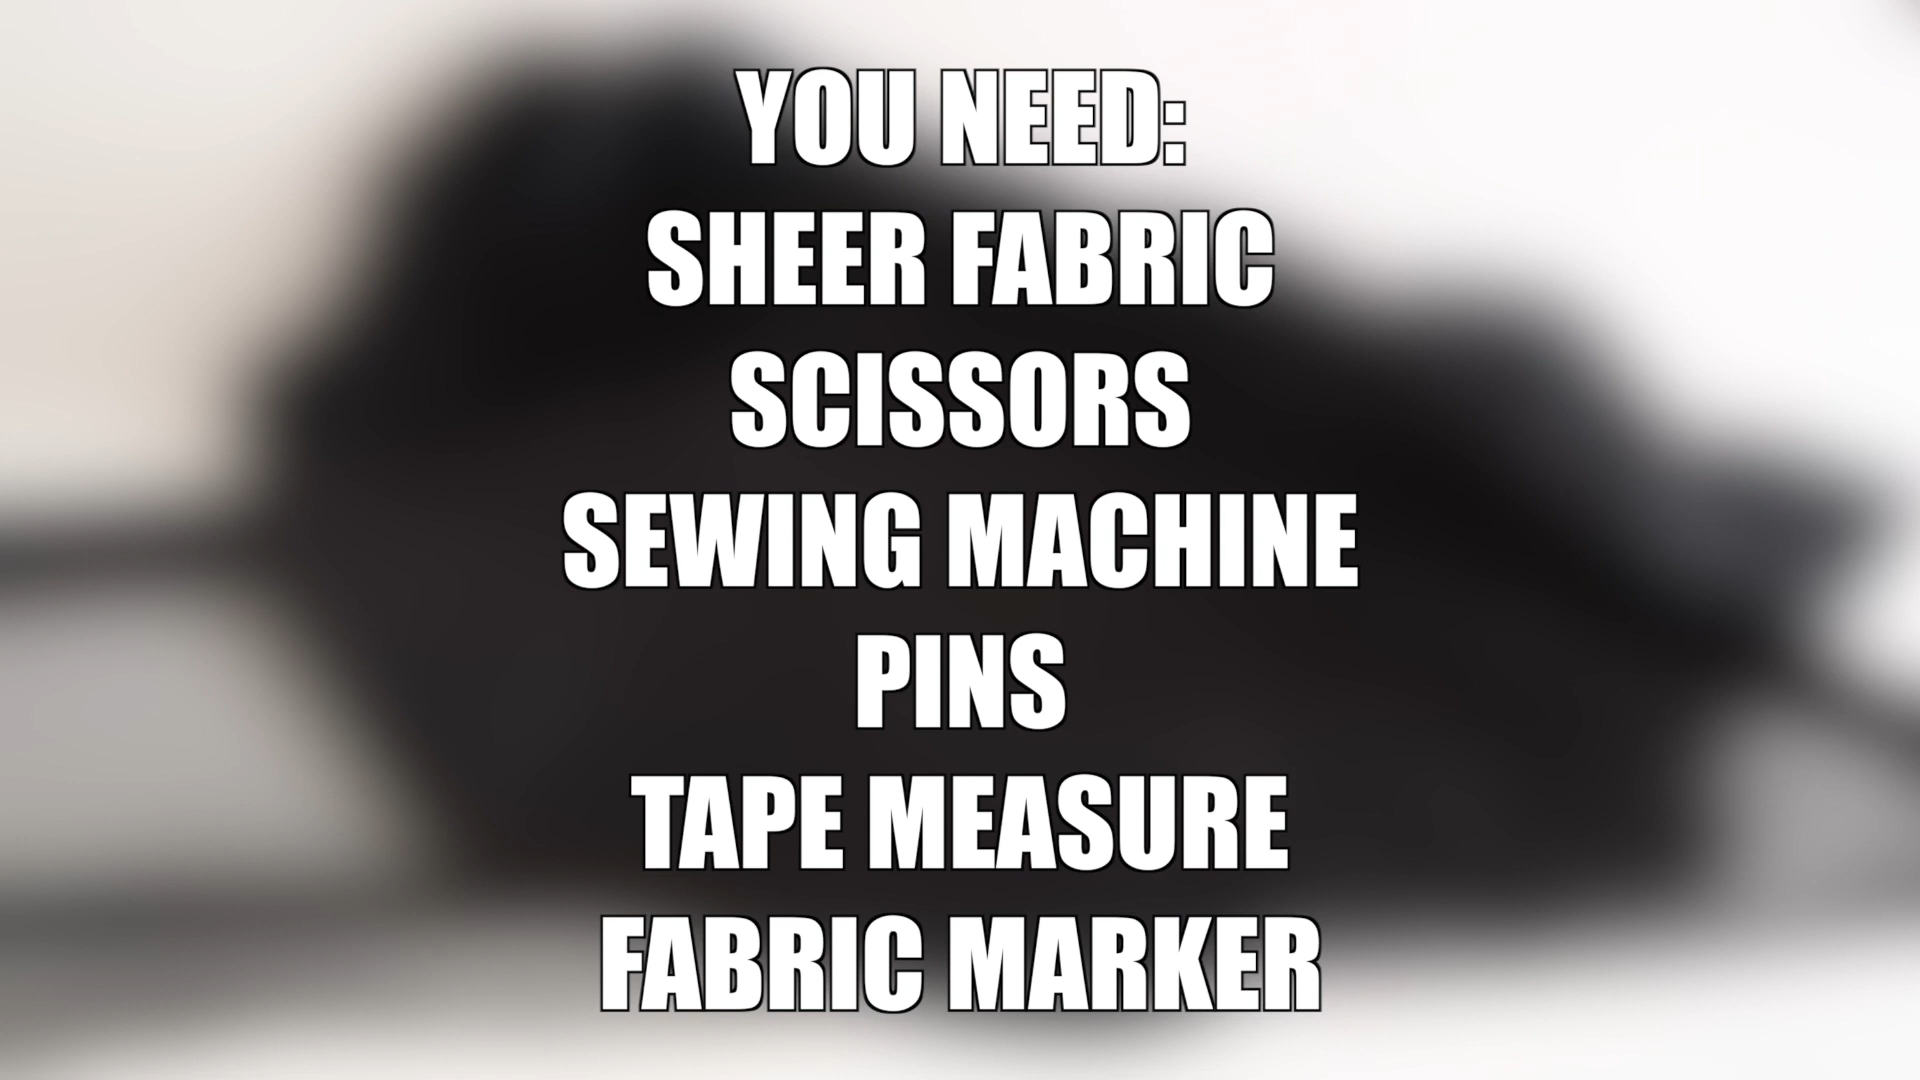 YOU NEED:
SHEER FABRIC
SCISSORS
SEWING MACHINE
PINS
TAPE MEASURE
FABRIC MARKER